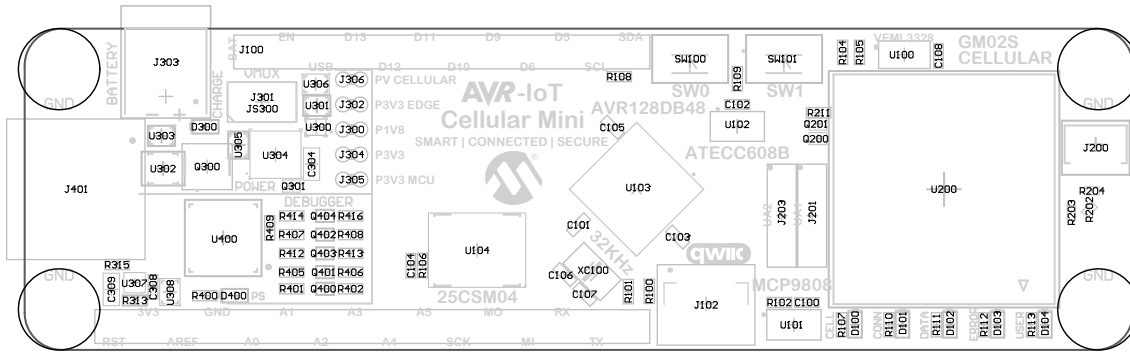 EN D13 D11 D9 D5 SDA
BAT
J100
VEML3328
GM02S
CELLULAR
BATTERY
J303
U100
C108
R104
R105
SW100
SW101
USB D12 D10 D6 SCL
VMUX
U306
J306
PV CELLULAR
R108
R109
SW0
SW1
GND
GND
CHARGE
J301
JS300
U301
J302
P3V3 EDGE
AVR-IoT
Cellular Mini
AVR128DB48
C102
R211
U300
J300
P1V8
C105
U102
Q201
D300
U303
U305
SMART | CONNECTED | SECURE
Q200
ATECC608B
J200
U302
Q300
U304
C304
J304
P3V3
J401
POWER
Q301
J305
P3V3 MCU
U103
U200
R204
DEBUGGER
UA2
J203
J201
R203
R202
R409
R414 Q404 R416
U400
R407 Q402 R408
C101
C103
R412 Q403 R413
U104
32KHz
qwiic
R315
R405 Q401 R406
C104
R106
XC100
C106
GND
GND
C309
U307
C308
U308
R401 Q400 R402
R101
R100
MCP9808
R313
R400
D400
PS
25CSM04
C107
J102
R102
C100
3V3 GND A1 A3 A5 MO RX
U101
CELL
R107
D100
CONN
R110
D101
DATA
R111
D102
ERROR
R112
D103
USER
R113
D104
RST AREF A0 A2 A4 SCK MI TX